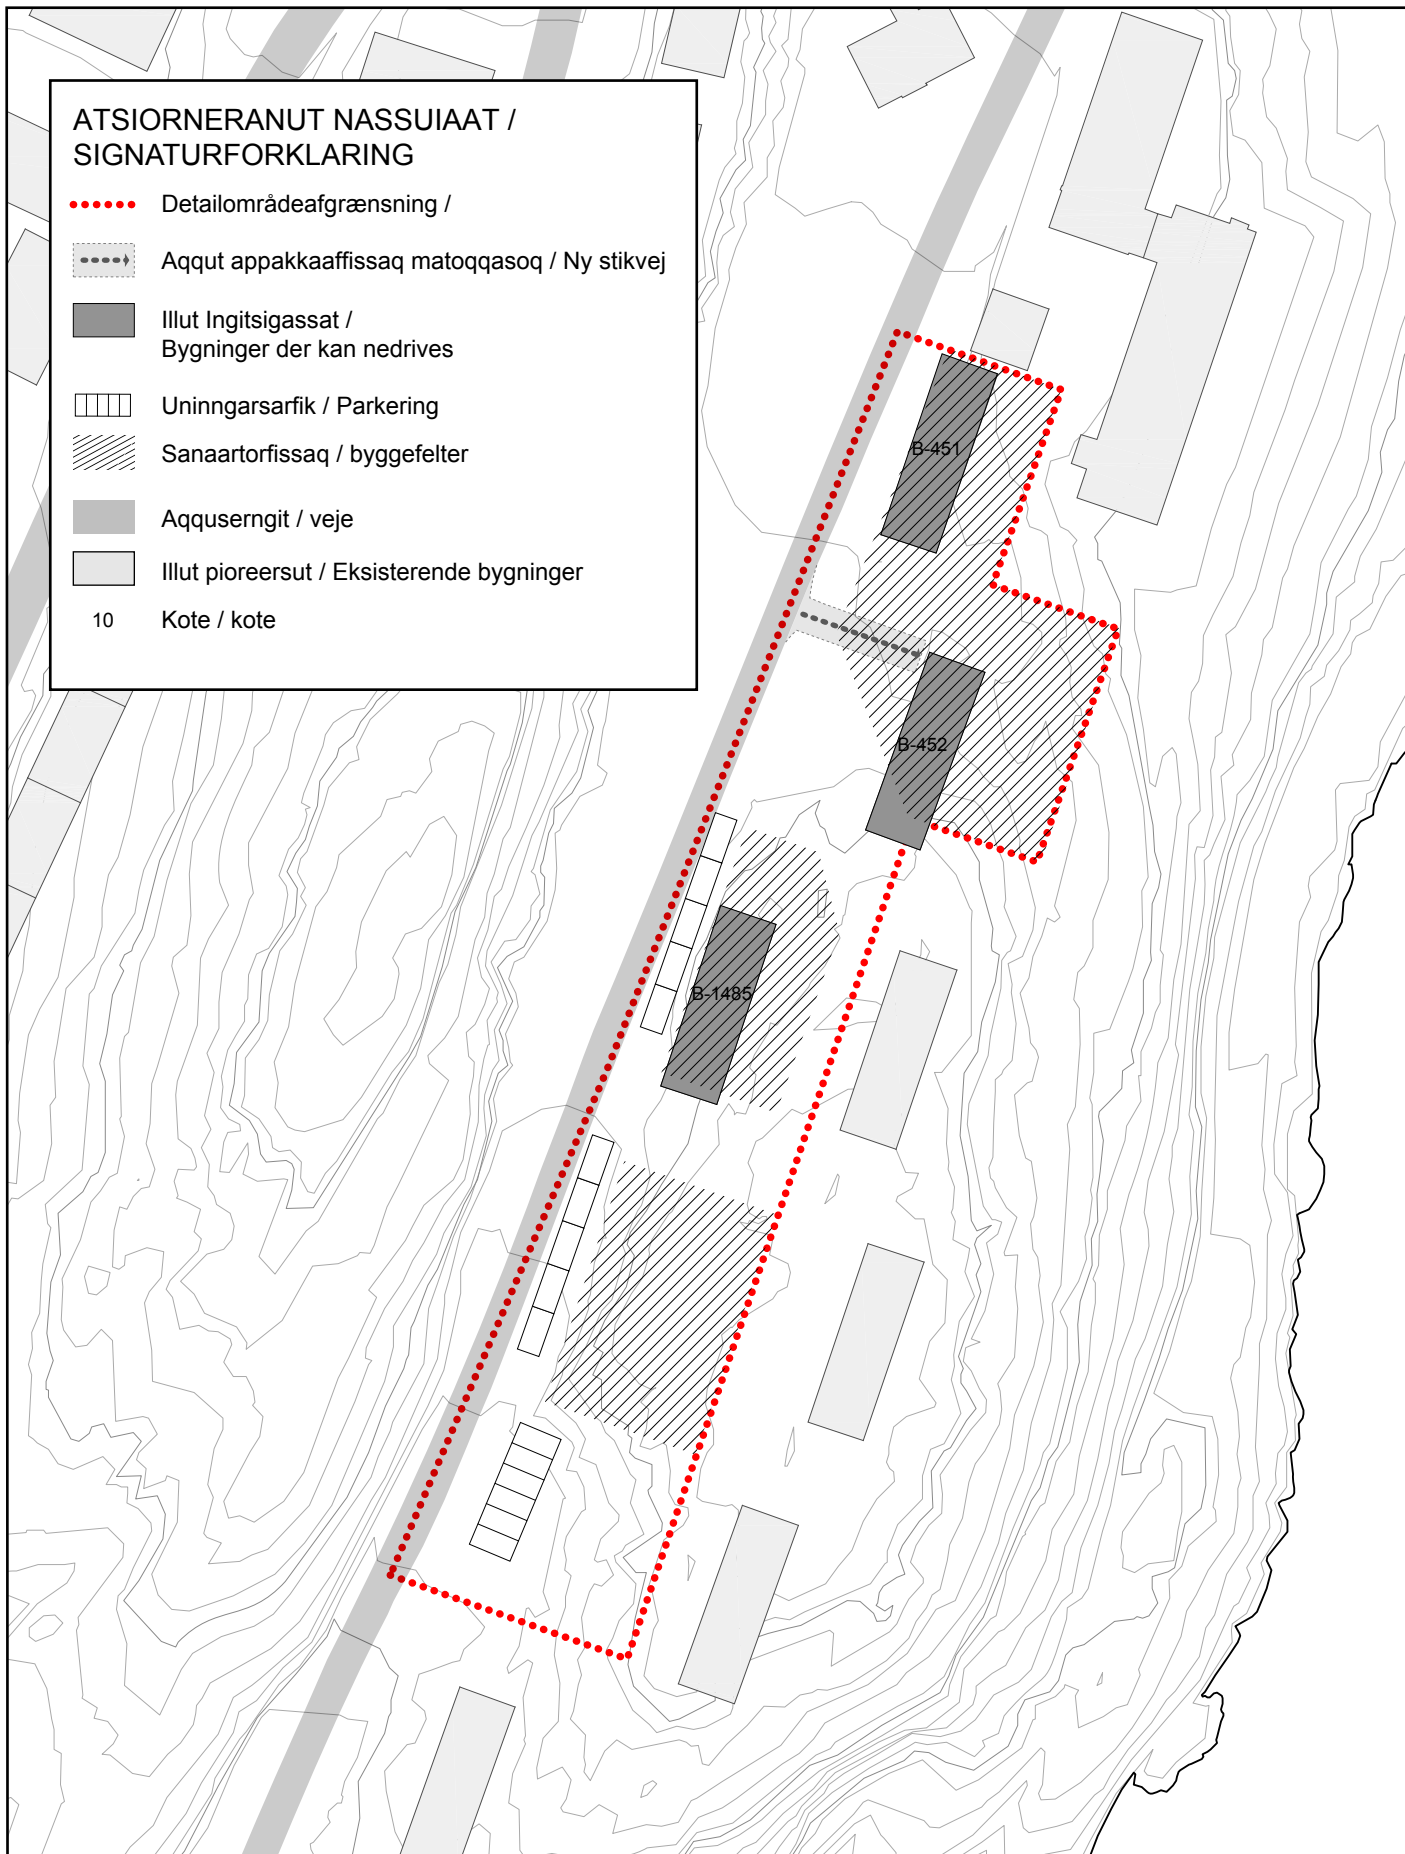 ATSIORNERANUT NASSUIAAT /
SIGNATURFORKLARING
Detailområdeafgrænsning /
Aqqut appakkaaffissaq matoqqasoq / Ny stikvej
Illut Ingitsigassat /
Bygninger der kan nedrives
Uninngarsarfik / Parkering
Sanaartorfissaq / byggefelter
Aqquserngit / veje
Illut pioreersut / Eksisterende bygninger
10 Kote / kote
B-451
B-452
B-1485